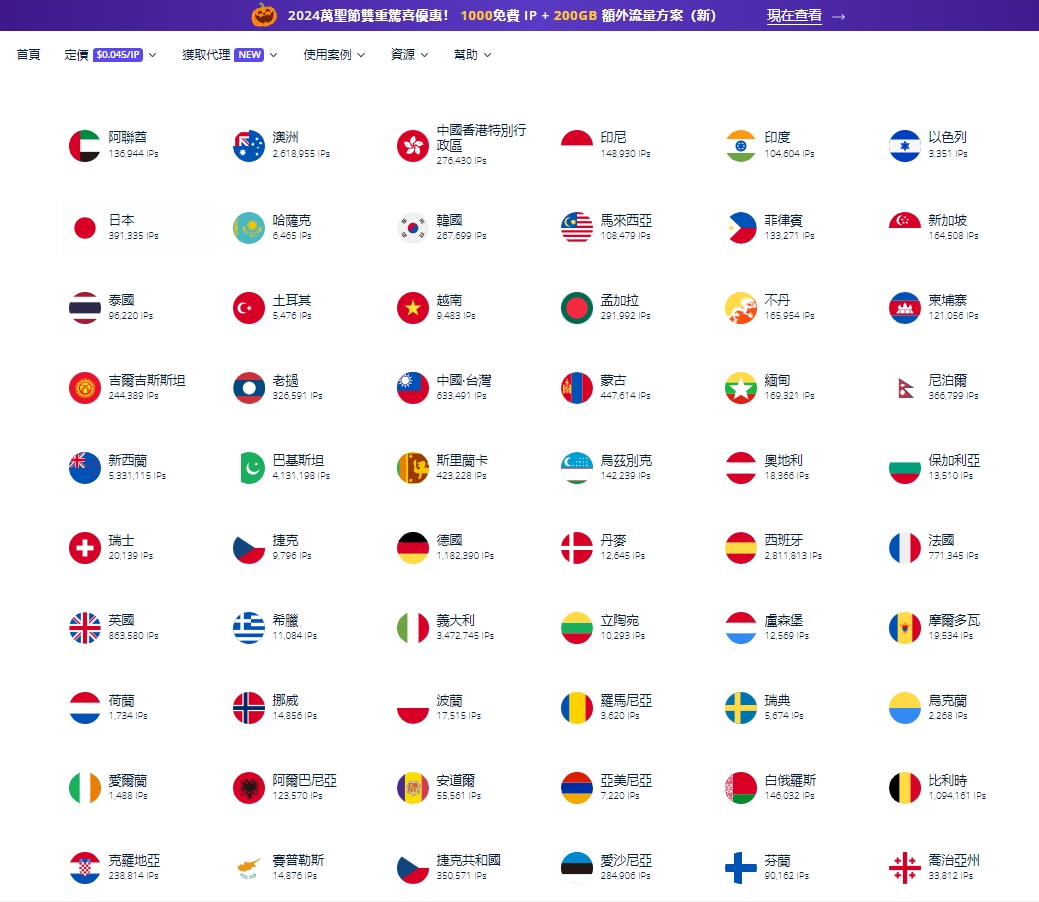 2024萬聖節雙重驚喜優惠! 1000免費 IP + 200GB 額外流量方案（新） 現在查看 →
首頁 定價 $0.045/IP 獲取代理 NEW 使用案例 資源 幫助
阿聯酋
136,944 IPs
澳洲
2,618,955 IPs
中國香港特別行
政區
276,430 IPs
印尼
148,930 IPs
印度
104,604 IPs
以色列
3,351 IPs
日本
391,335 IPs
哈薩克
6,465 IPs
韓國
267,699 IPs
馬來西亞
108,479 IPs
菲律賓
133,271 IPs
新加坡
164,508 IPs
泰國
96,220 IPs
土耳其
5,476 IPs
越南
9,483 IPs
孟加拉
291,992 IPs
不丹
165,954 IPs
柬埔寨
121,056 IPs
吉爾吉斯斯坦
244,389 IPs
老撾
326,591 IPs
中國·台灣
633,491 IPs
蒙古
447,614 IPs
緬甸
169,321 IPs
尼泊爾
366,799 IPs
新西蘭
5,331,115 IPs
巴基斯坦
4,131,198 IPs
斯里蘭卡
423,228 IPs
烏茲別克
142,239 IPs
奧地利
18,366 IPs
保加利亞
13,510 IPs
瑞士
20,139 IPs
捷克
9,796 IPs
德國
1,182,390 IPs
丹麥
12,645 IPs
西班牙
2,811,813 IPs
法國
771,345 IPs
英國
863,580 IPs
希臘
11,084 IPs
義大利
3,472,745 IPs
立陶宛
10,293 IPs
盧森堡
12,569 IPs
摩爾多瓦
19,534 IPs
荷蘭
1,734 IPs
挪威
14,856 IPs
波蘭
17,515 IPs
羅馬尼亞
3,620 IPs
瑞典
5,674 IPs
烏克蘭
2,268 IPs
愛爾蘭
1,488 IPs
阿爾巴尼亞
123,570 IPs
安道爾
55,561 IPs
亞美尼亞
7,220 IPs
白俄羅斯
146,032 IPs
比利時
1,094,161 IPs
克羅地亞
238,814 IPs
賽普勒斯
14,876 IPs
捷克共和國
350,571 IPs
愛沙尼亞
284,906 IPs
芬蘭
90,162 IPs
喬治亞州
33,812 IPs